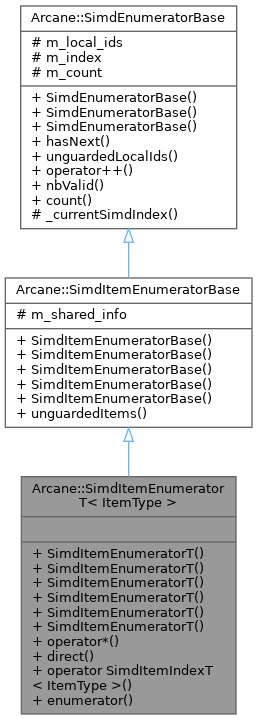 Arcane::SimdEnumeratorBase
# m_local_ids
# m_index
# m_count
+ SimdEnumeratorBase()
+ SimdEnumeratorBase()
+ SimdEnumeratorBase()
+ hasNext()
+ unguardedLocalIds()
+ operator++()
+ nbValid()
+ count()
# _currentSimdIndex()
Arcane::SimdItemEnumeratorBase
# m_shared_info
+ SimdItemEnumeratorBase()
+ SimdItemEnumeratorBase()
+ SimdItemEnumeratorBase()
+ SimdItemEnumeratorBase()
+ SimdItemEnumeratorBase()
+ unguardedItems()
Arcane::SimdItemEnumerator
T< ItemType >
+ SimdItemEnumeratorT()
+ SimdItemEnumeratorT()
+ SimdItemEnumeratorT()
+ SimdItemEnumeratorT()
+ SimdItemEnumeratorT()
+ SimdItemEnumeratorT()
+ operator*()
+ direct()
+ operator SimdItemIndexT
< ItemType >()
+ enumerator()